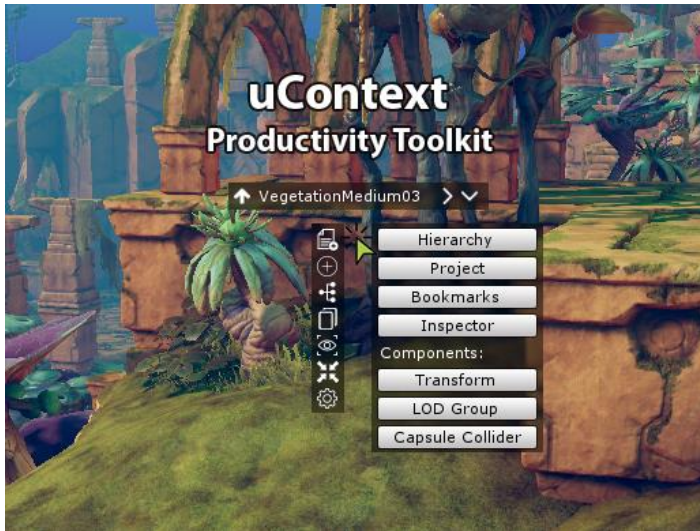 uContext
Productivity Toolkit
VegetationMedium03
Hierarchy
Project
Bookmarks
Inspector
Components:
Transform
LOD Group
Capsule Collider